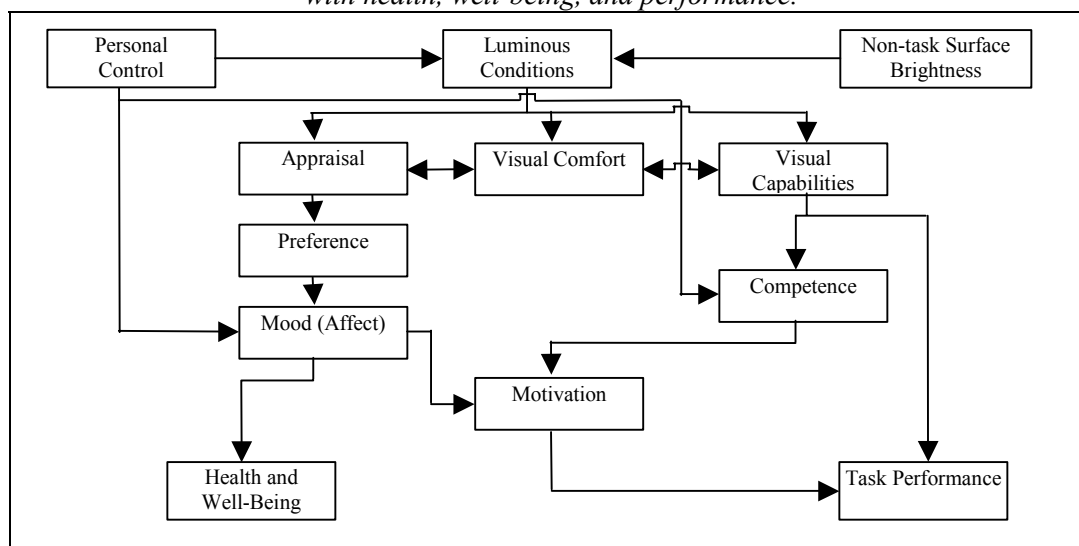 with health, well-being, and performance.
Personal
Control
Luminous
Conditions
Non-task Surface
Brightness
Appraisal
Visual Comfort
Visual
Capabilities
Preference
Competence
Mood (Affect)
Motivation
Health and
Well-Being
Task Performance